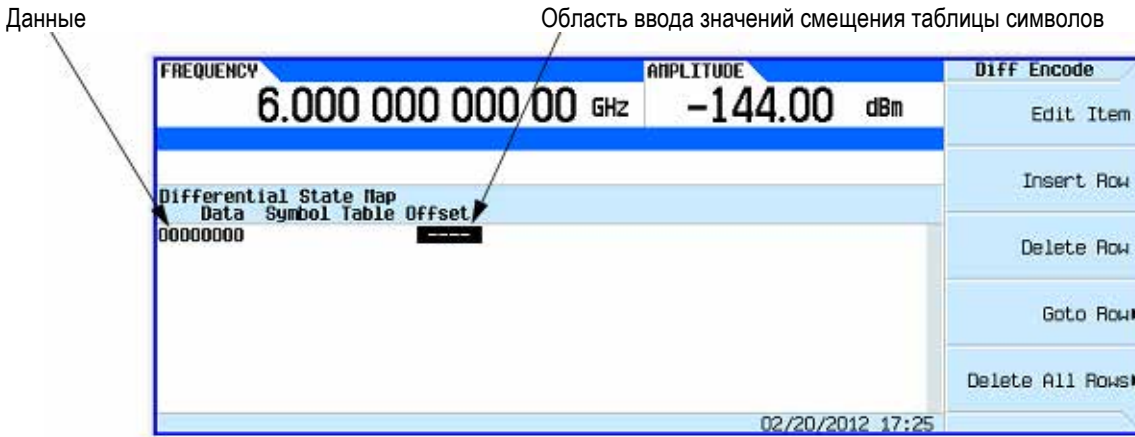 Данные
Область ввода значений смещения таблицы символов
FREQUENCY
6.000 000 000 00 GHz
AMPLITUDE
-144.00 dBm
Differential State Map
Data Symbol Table Offset
00000000 ----
02/20/2012 17:25
Diff Encode
Edit Item
Insert Row
Delete Row
Goto Row
Delete All Rows